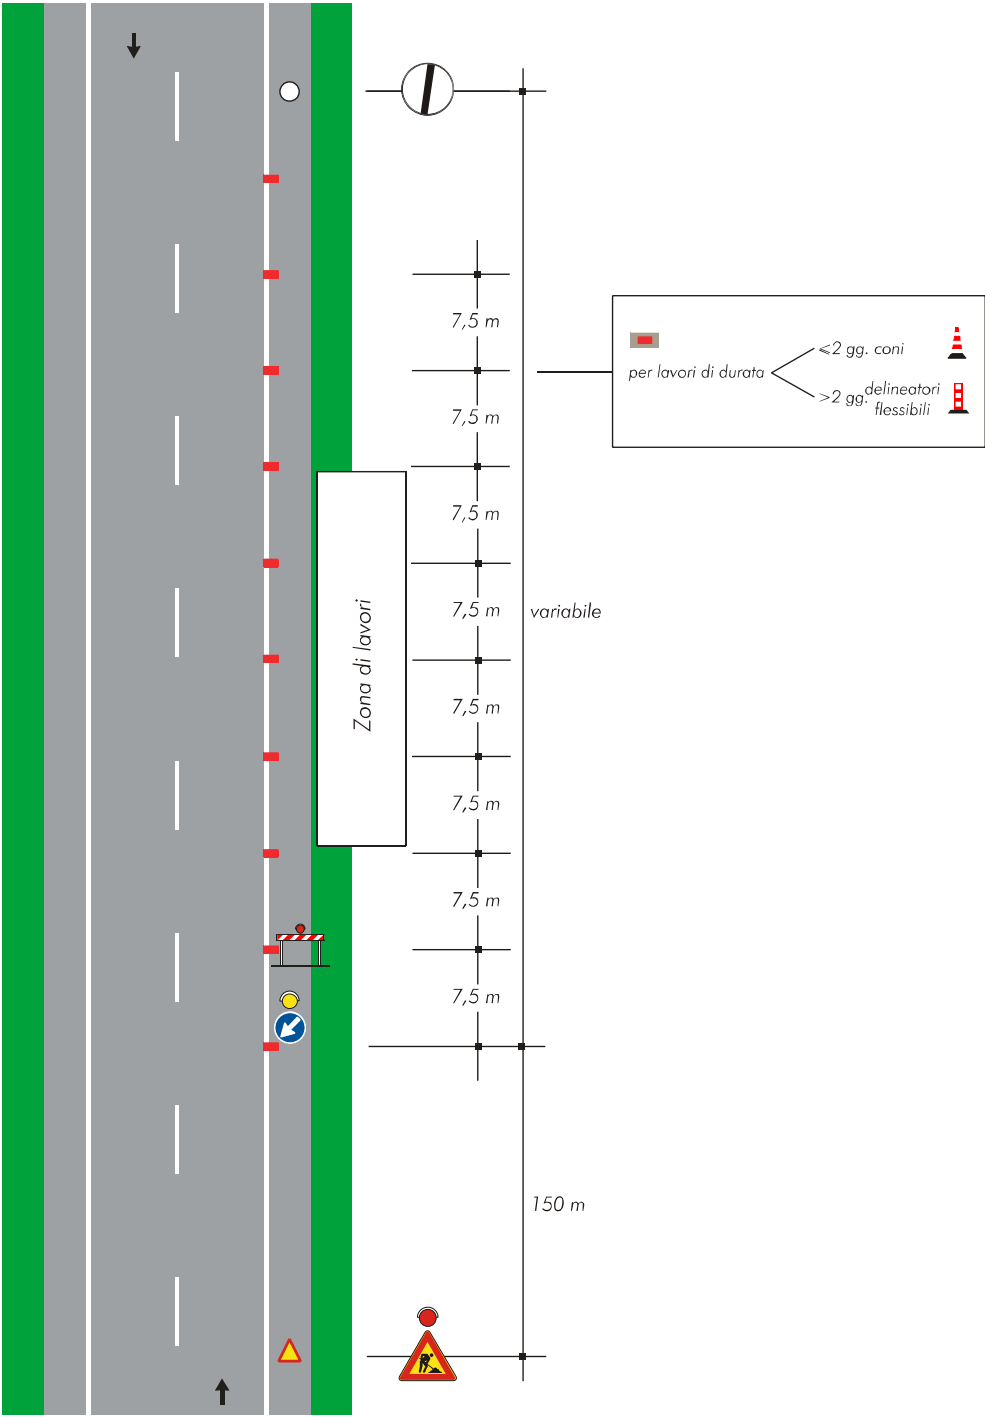 7,5 m
per lavori di durata
⩽2 gg. coni
>2 gg. delineatori
flessibili
7,5 m
7,5 m
Zona di lavori
7,5 m
variabile
7,5 m
7,5 m
7,5 m
7,5 m
150 m